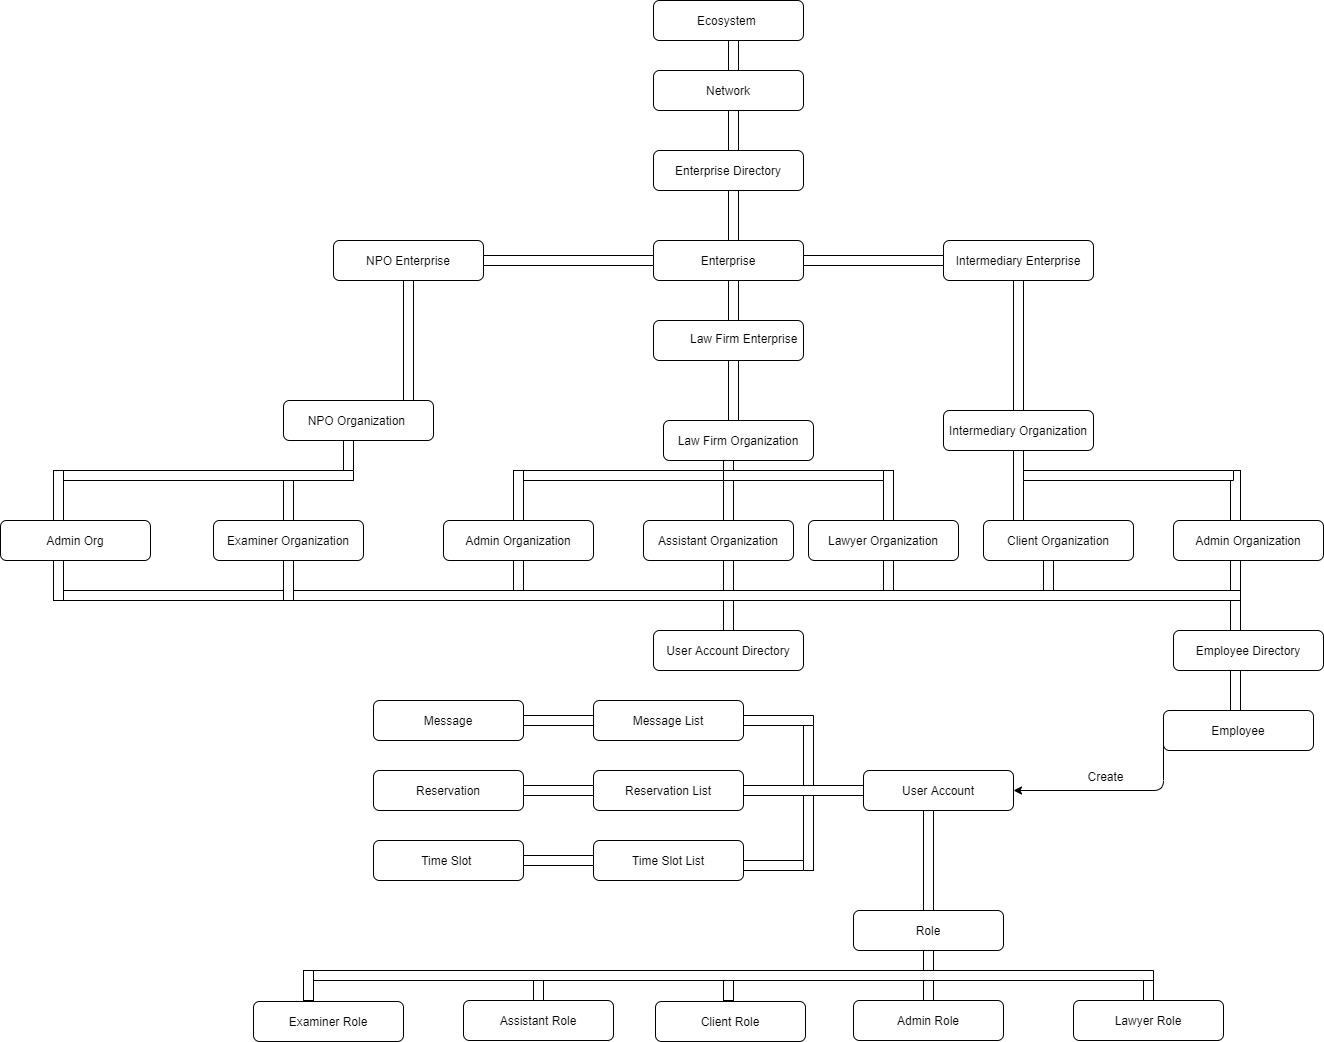 Ecosystem
Network
Enterprise Directory
NPO Enterprise
Enterprise
Intermediary Enterprise
Law Firm Enterprise
NPO Organization
Law Firm Organization
Intermediary Organization
Admin Org
Examiner Organization
Admin Organization
Assistant Organization
Lawyer Organization
Client Organization
Admin Organization
User Account Directory
Employee Directory
Message
Message List
Employee
Create
Reservation
Reservation List
User Account
Time Slot
Time Slot List
Role
Examiner Role
Assistant Role
Client Role
Admin Role
Lawyer Role